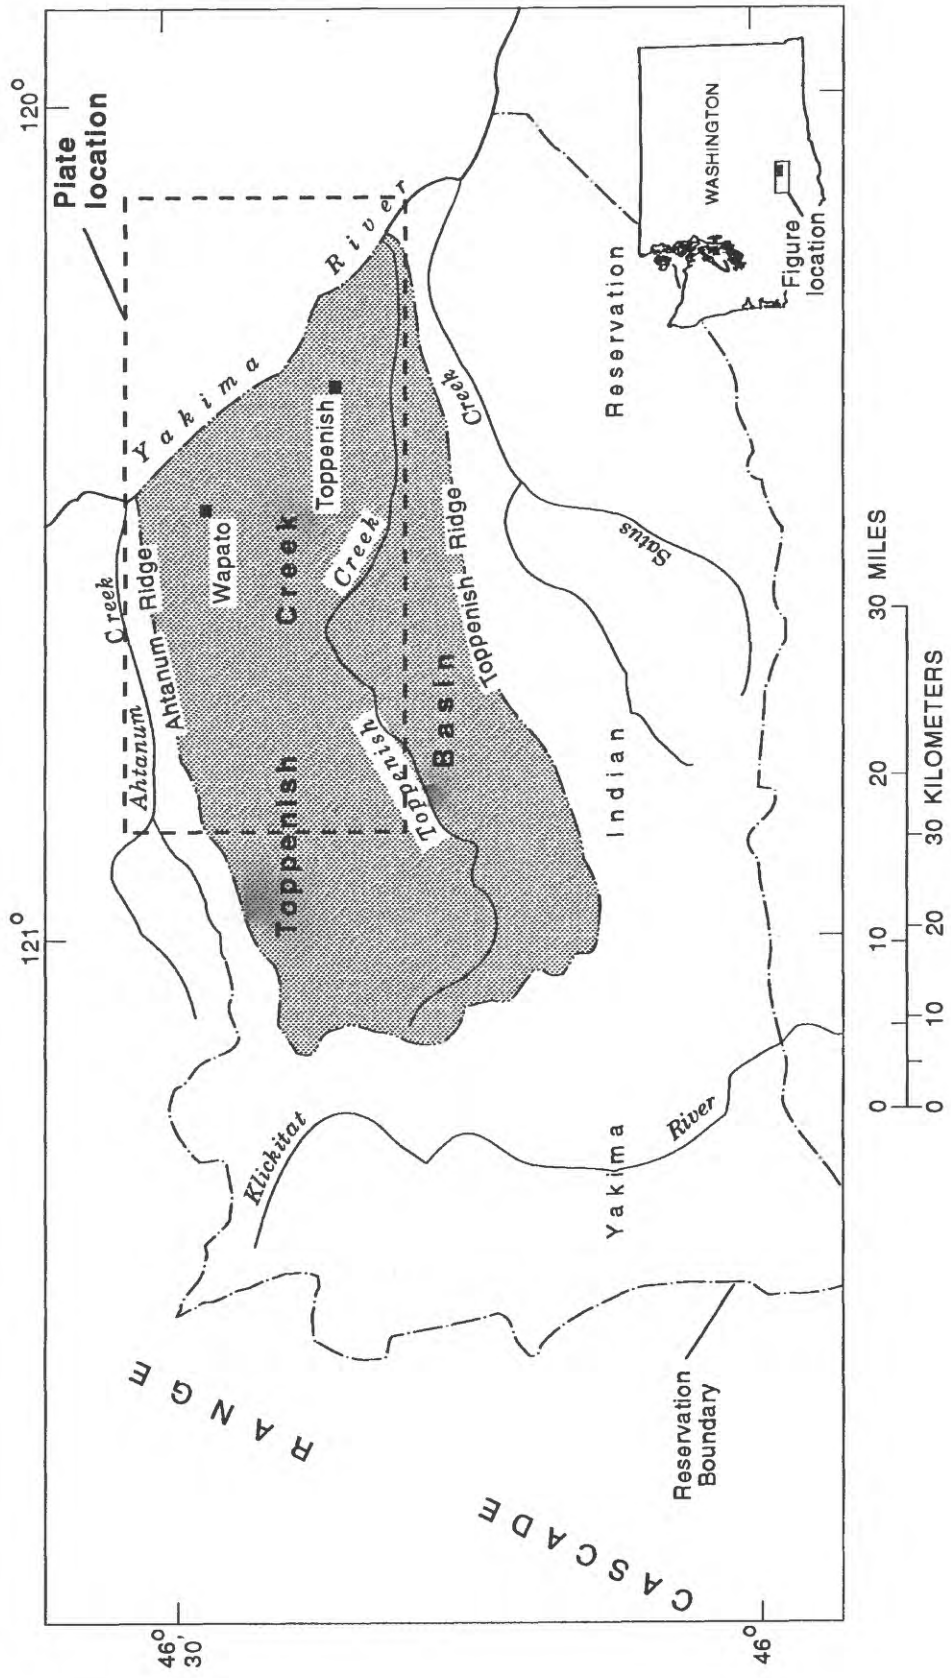 121°
120°
Plate
location
46°
30'
46°
CASCADE
RANGE
Klickitat
River
Ahtanum
Creek
Ahtanum
Ridge
Yakima
River
Wapato
Toppenish
Toppenish
Creek
Basin
Toppenish
Creek
Toppenish
Ridge
Satus
Creek
Yakima
Indian
Reservation
Reservation
Boundary
WASHINGTON
Figure
location
0
10
20
30 MILES
0
10
20
30 KILOMETERS